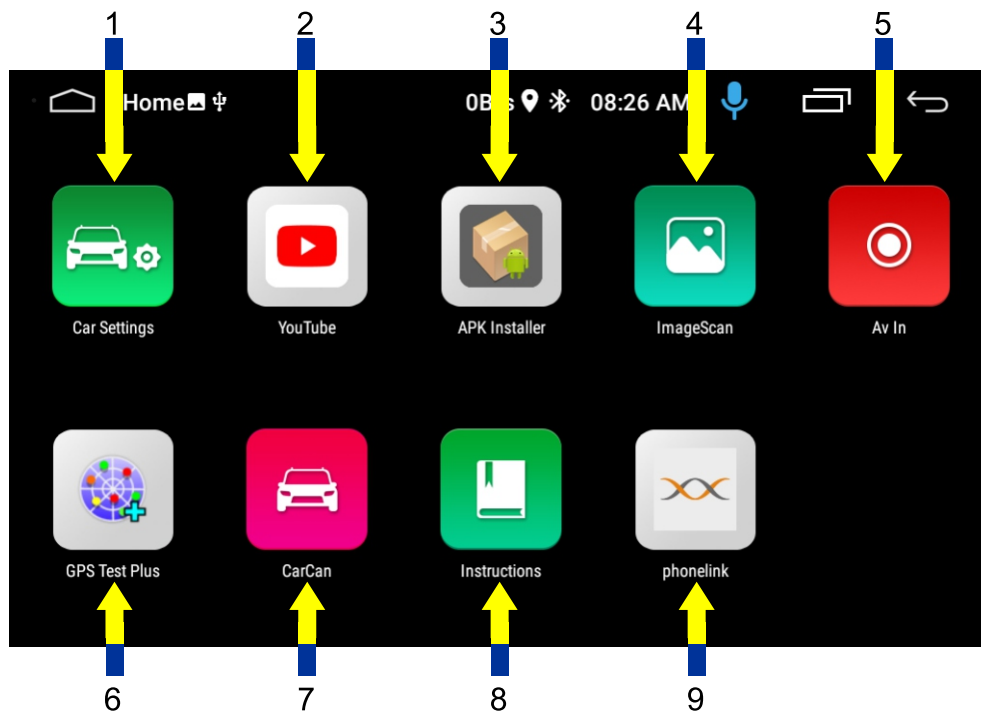 1 2 3 4 5
Home 08:26 AM
Car Settings YouTube APK Installer ImageScan Av In
GPS Test Plus CarCan Instructions phonelink
6 7 8 9